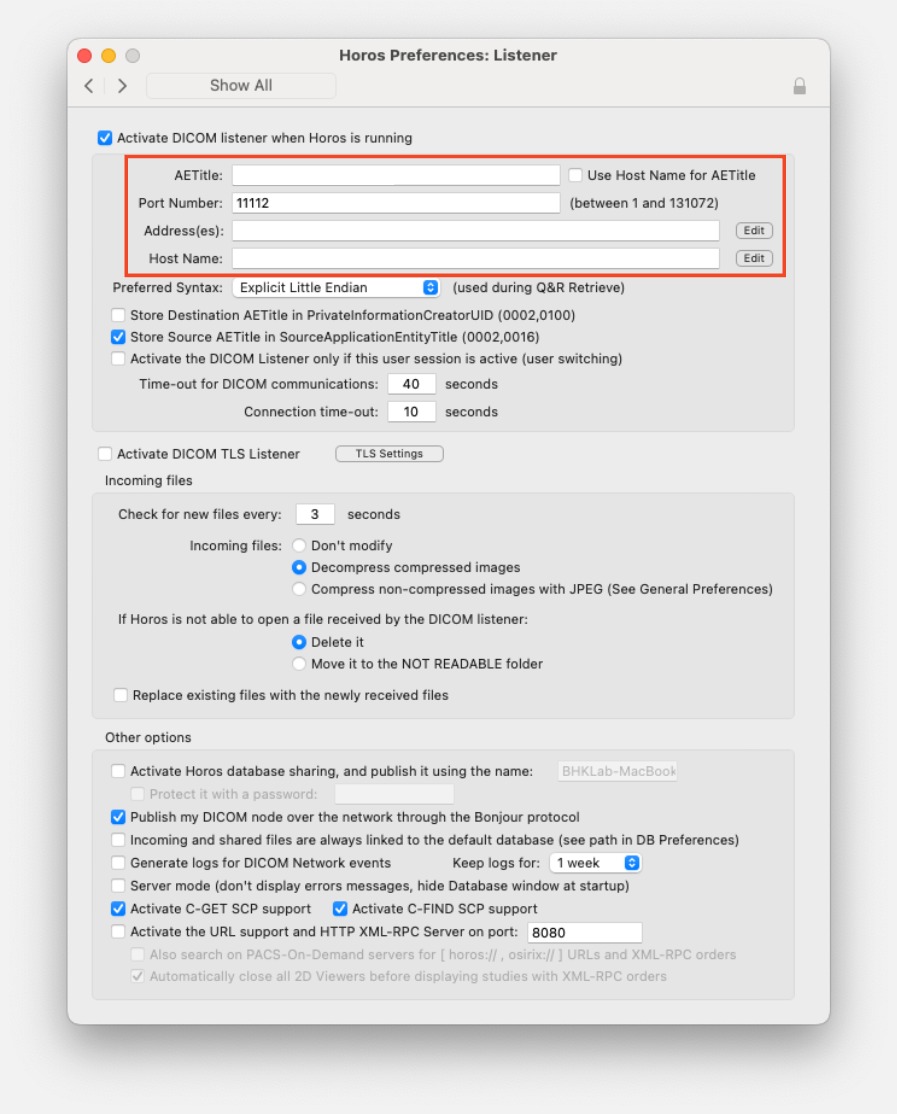 Horos Preferences: Listener
Show All
Activate DICOM listener when Horos is running
AETitle: Use Host Name for AETitle
Port Number: 11112 (between 1 and 131072)
Address(es): Edit
Host Name: Edit
Preferred Syntax: Explicit Little Endian (used during Q&R Retrieve)
Store Destination AETitle in PrivateInformationCreatorUID (0002,0100)
Store Source AETitle in SourceApplicationEntityTitle (0002,0016)
Activate the DICOM Listener only if this user session is active (user switching)
Time-out for DICOM communications: 40 seconds
Connection time-out: 10 seconds
Activate DICOM TLS Listener TLS Settings
Incoming files
Check for new files every: 3 seconds
Incoming files: Don't modify
Decompress compressed images
Compress non-compressed images with JPEG (See General Preferences)
If Horos is not able to open a file received by the DICOM listener:
Delete it
Move it to the NOT READABLE folder
Replace existing files with the newly received files
Other options
Activate Horos database sharing, and publish it using the name: BHKLab-MacBook
Protect it with a password:
Publish my DICOM node over the network through the Bonjour protocol
Incoming and shared files are always linked to the default database (see path in DB Preferences)
Generate logs for DICOM Network events Keep logs for: 1 week
Server mode (don't display errors messages, hide Database window at startup)
Activate C-GET SCP support Activate C-FIND SCP support
Activate the URL support and HTTP XML-RPC Server on port: 8080
Also search on PACS-On-Demand servers for [ horos:// , osirix:// ] URLs and XML-RPC orders
Automatically close all 2D Viewers before displaying studies with XML-RPC orders